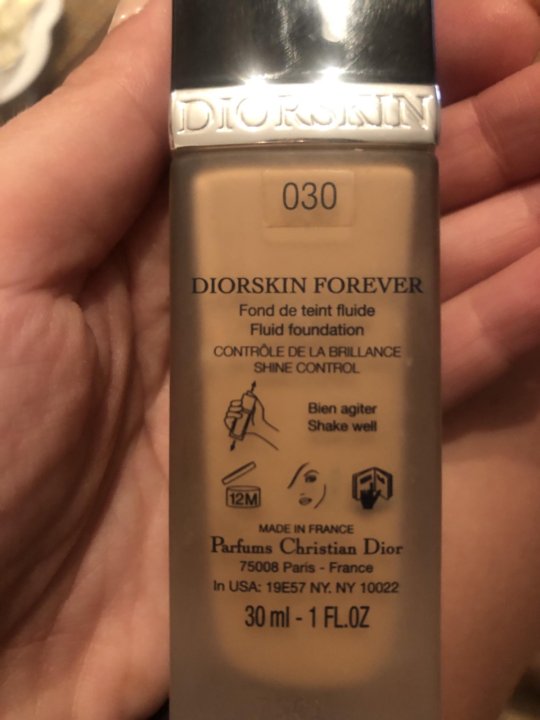 DIORSKIN
030
DIORSKIN FOREVER
Fond de teint fluide
Fluid foundation
CONTRÔLE DE LA BRILLANCE
SHINE CONTROL
Bien agiter
Shake well
12M
MADE IN FRANCE
Parfums Christian Dior
75008 Paris - France
In USA: 19E57 NY. NY 10022
30 ml - 1 FL.OZ